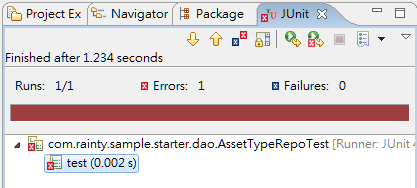 Project Ex Navigator Package JUnit
Finished after 1.234 seconds
Runs: 1/1 Errors: 1 Failures: 0
com.rainty.sample.starter.dao.AssetTypeRepoTest [Runner: JUnit 4
test (0.002 s)